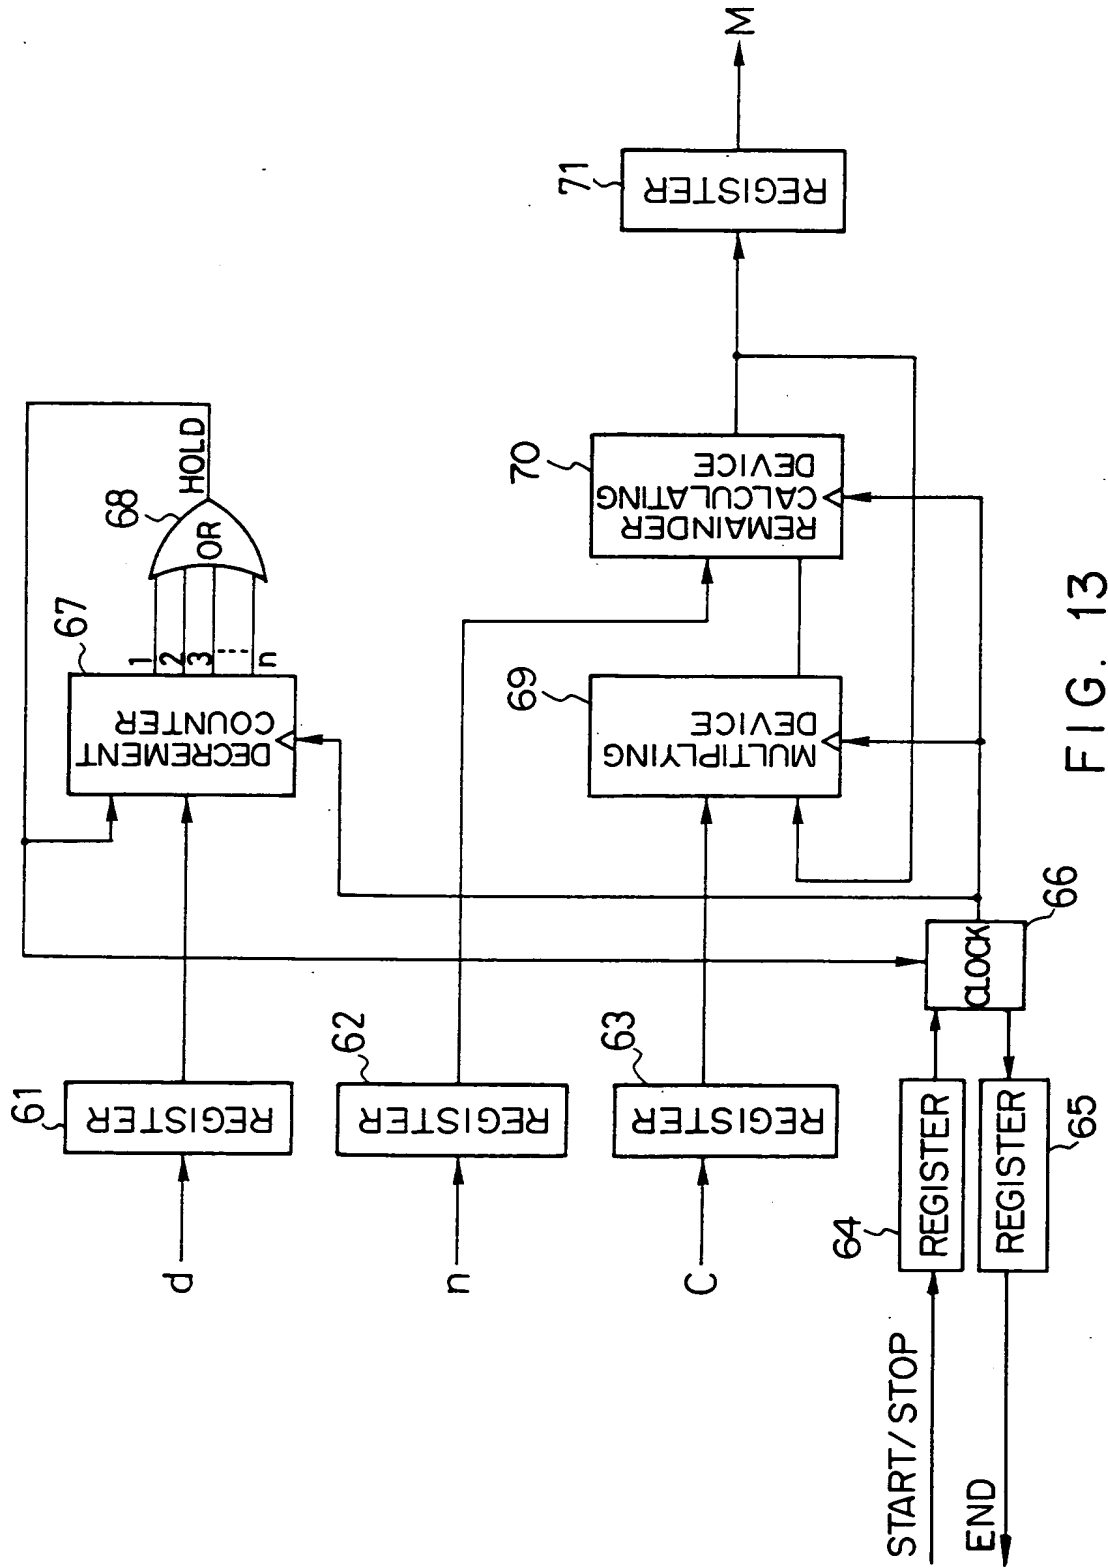 d
61
REGISTER
67
DECREMENT
COUNTER
1
2
3
n
68
OR
HOLD
n
62
REGISTER
C
63
REGISTER
69
MULTIPLYING
DEVICE
70
REMAINDER
CALCULATING
DEVICE
71
REGISTER
M
START/STOP
64
REGISTER
END
REGISTER
65
CLOCK
66
FIG. 13